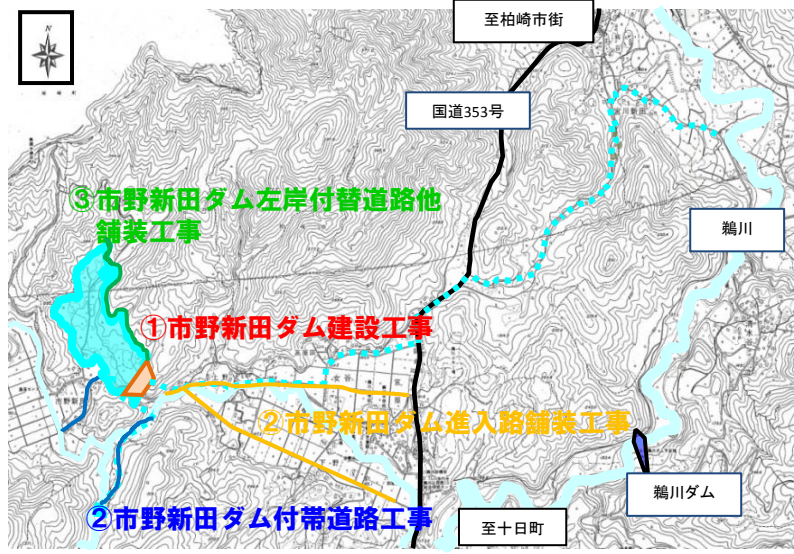 至柏崎市街
N
国道353号
③市野新田ダム左岸付替道路他
舗装工事
鵜川
①市野新田ダム建設工事
②市野新田ダム進入路舗装工事
鵜川ダム
②市野新田ダム付帯道路工事
至十日町